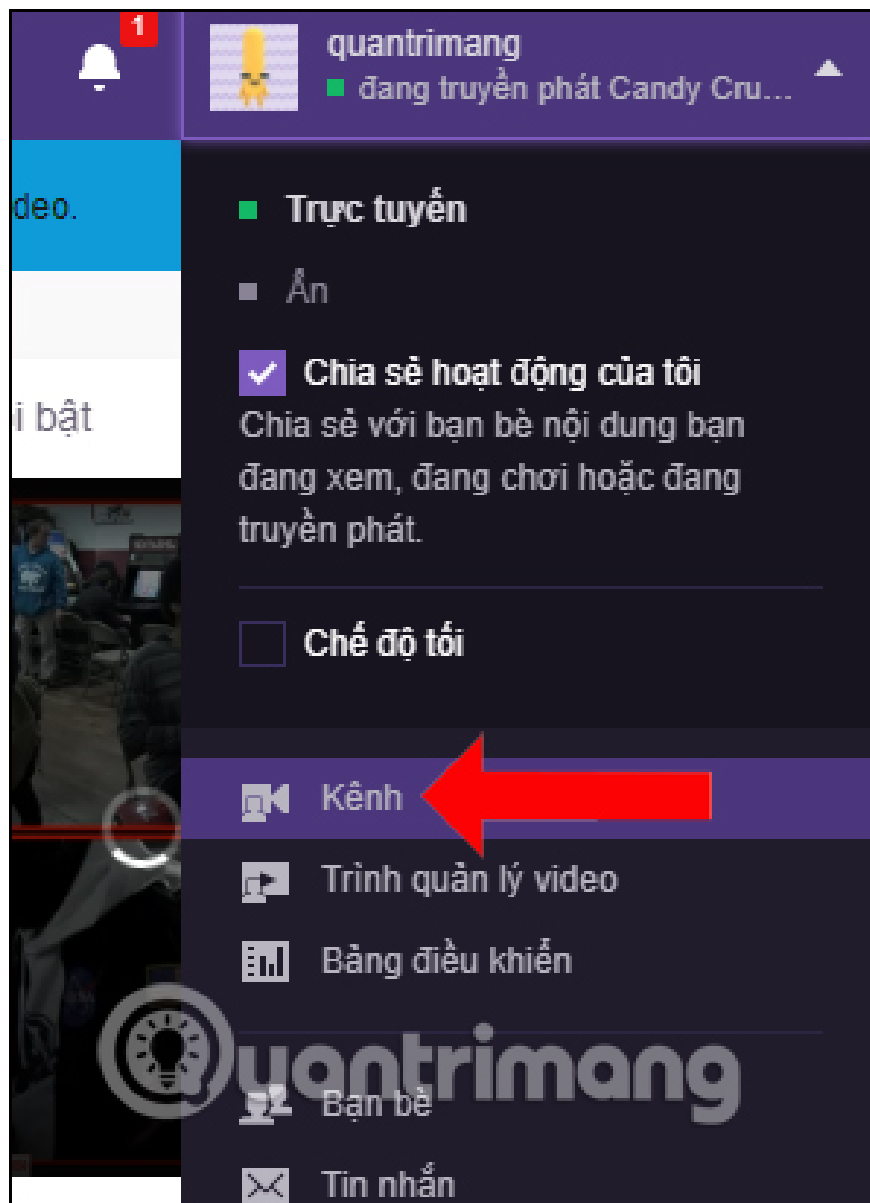 1
quantrimang
đang truyền phát Candy Cru...
deo.
Trực tuyến
Ẩn
i bật
Chia sẻ hoạt động của tôi
Chia sẻ với bạn bè nội dung bạn
đang xem, đang chơi hoặc đang
truyền phát.
Chế độ tối
Kênh
Trình quản lý video
Bảng điều khiển
Quantrimang
Bạn bè
Tin nhắn